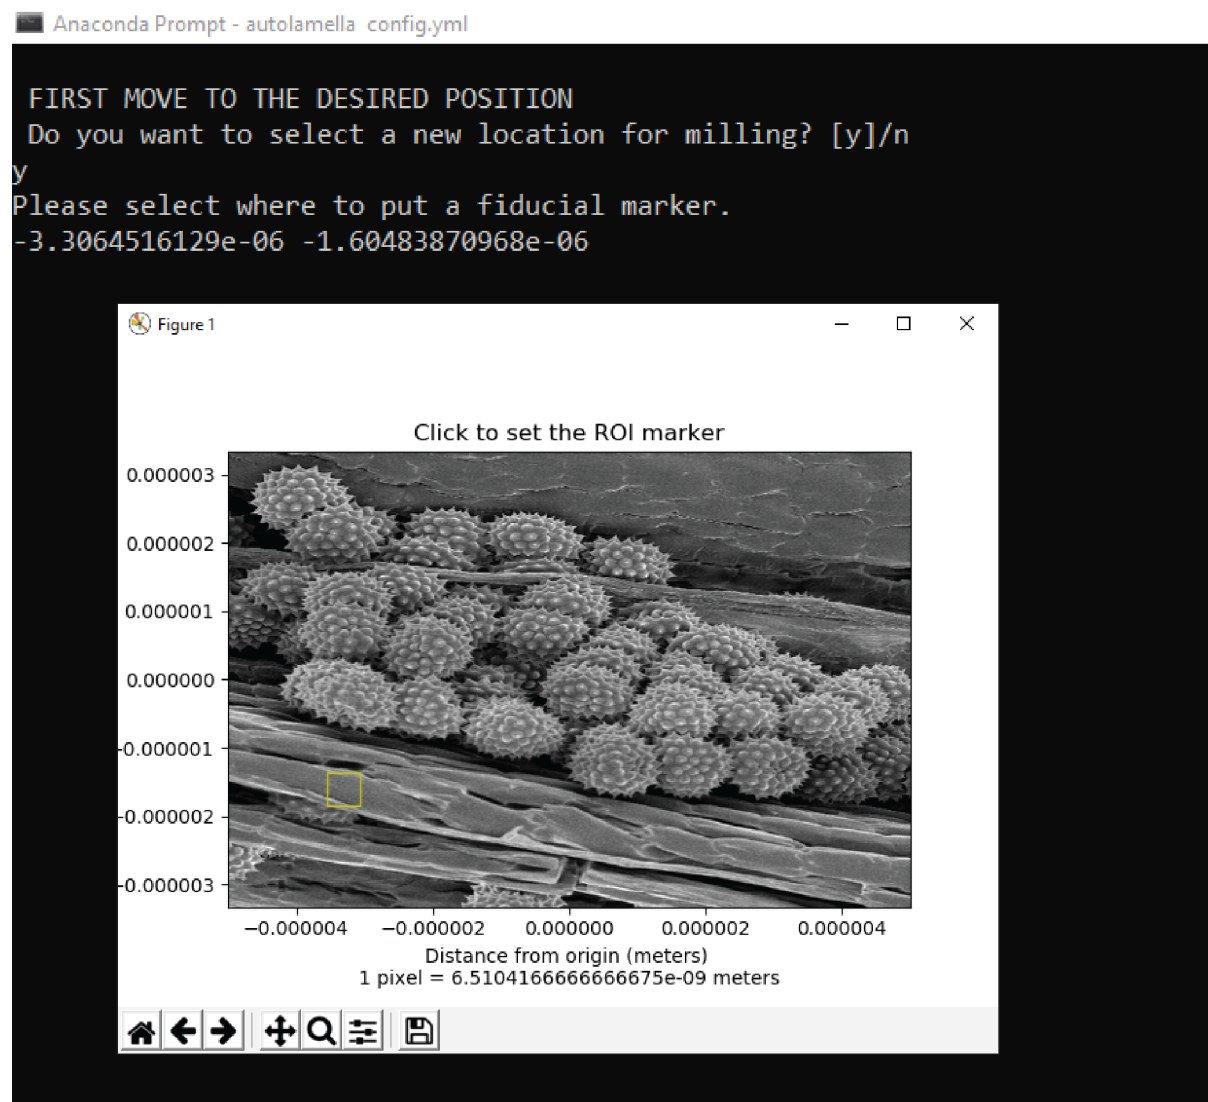 Anaconda Prompt - autolamella  config.yml
FIRST MOVE TO THE DESIRED POSITION
Do you want to select a new location for milling? [y]/n
y
Please select where to put a fiducial marker.
-3.3064516129e-06 -1.60483870968e-06
Figure 1
Click to set the ROI marker
0.000003
0.000002
0.000001
0.000000
-0.000001
-0.000002
-0.000003
−0.000004 −0.000002 0.000000 0.000002 0.000004
Distance from origin (meters)
1 pixel = 6.5104166666666675e-09 meters